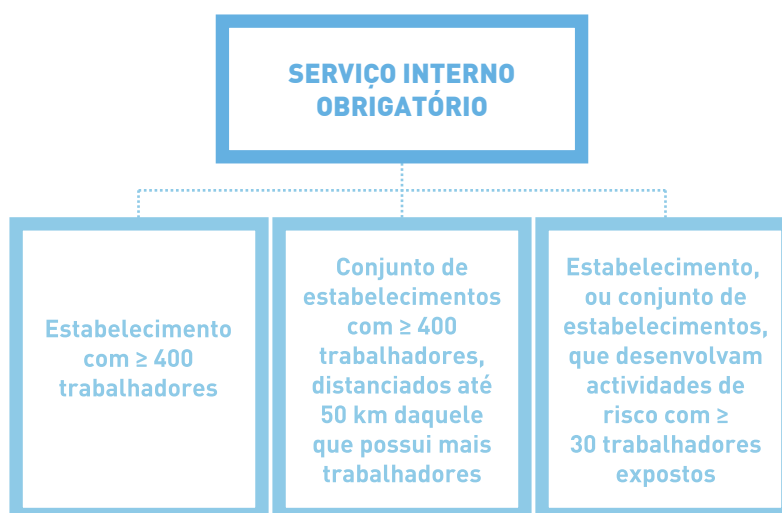 SERVIÇO INTERNO
OBRIGATÓRIO
Estabelecimento
com ≥ 400
trabalhadores
Conjunto de
estabelecimentos
com ≥ 400
trabalhadores,
distanciados até
50 km daquele
que possui mais
trabalhadores
Estabelecimento,
ou conjunto de
estabelecimentos,
que desenvolvam
actividades de
risco com ≥
30 trabalhadores
expostos